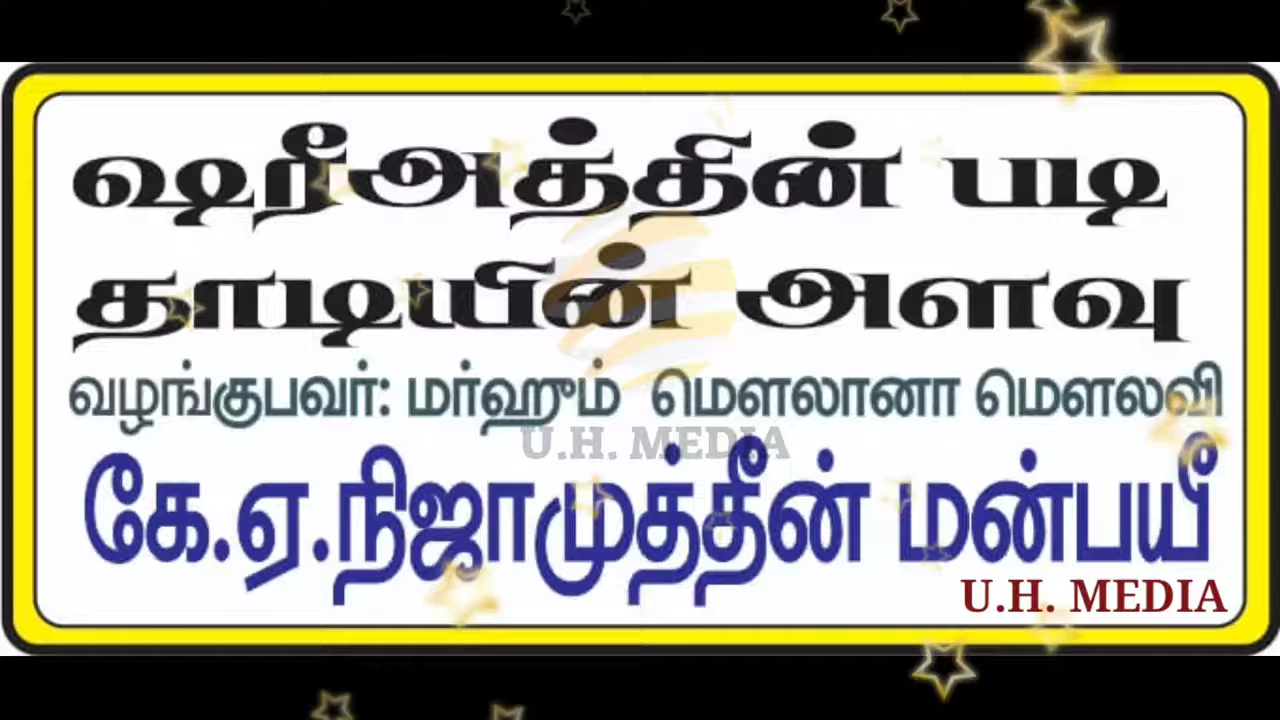 ஷரீஅத்தின் படி
தாடியின் அளவு
வழங்குபவர்: மர்ஹும் மௌலானா மௌலவி
U.H. MEDIA
கே.ஏ.நிஜாமுத்தீன் மன்பயீ
U.H. MEDIA